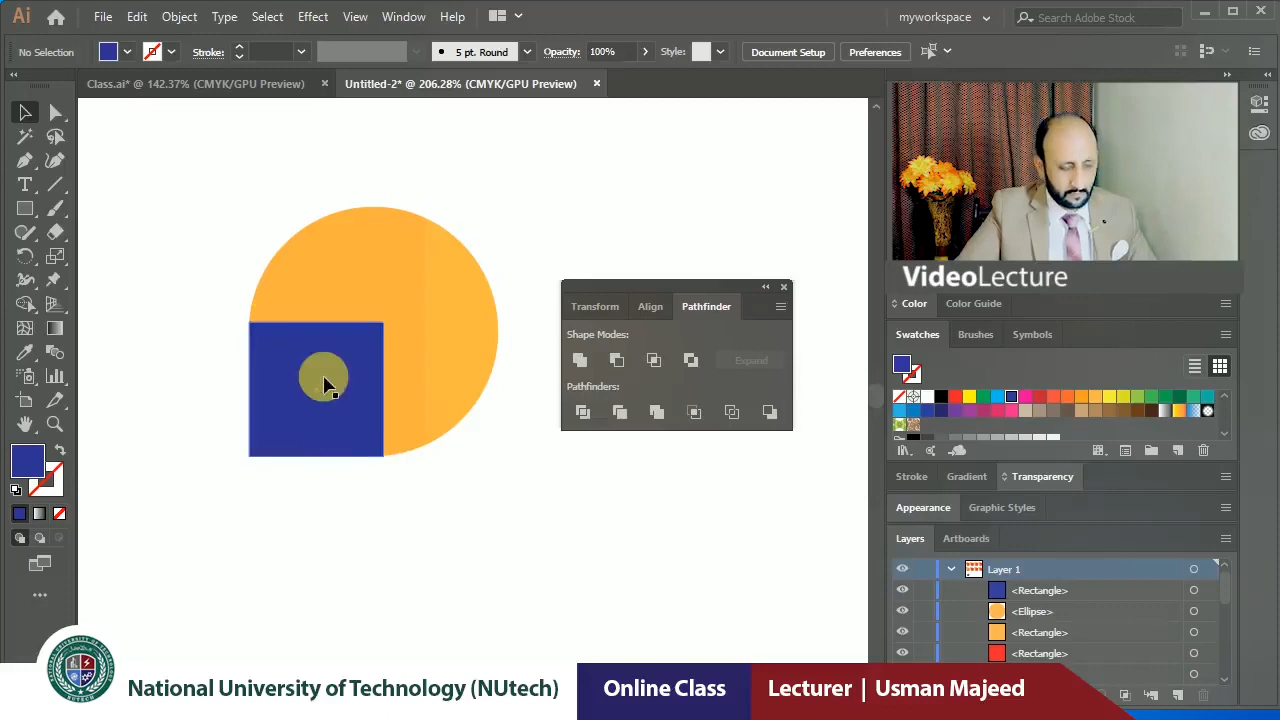 Ai File Edit Object Type Select Effect View Window Help myworkspace Search Adobe Stock
No Selection Stroke: 5 pt. Round Opacity: 100% Style: Document Setup Preferences
Class.ai* @ 142.37% (CMYK/GPU Preview) Untitled-2* @ 206.28% (CMYK/GPU Preview)
VideoLecture
Color Color Guide
Transform Align Pathfinder
Shape Modes:
Expand
Pathfinders:
Swatches Brushes Symbols
Stroke Gradient Transparency
Appearance Graphic Styles
Layers Artboards
Layer 1
<Rectangle>
<Ellipse>
<Rectangle>
<Rectangle>
National University of Technology (NUtech) Online Class Lecturer | Usman Majeed